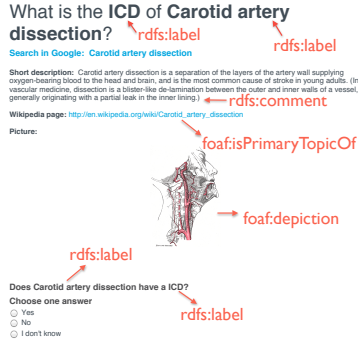 What is the ICD of Carotid artery
dissection?
rdfs:label
rdfs:label
Search in Google: Carotid artery dissection
Short description: Carotid artery dissection is a separation of the layers of the artery wall supplying
oxygen-bearing blood to the head and brain, and is the most common cause of stroke in young adults. (In
vascular medicine, dissection is a blister-like de-lamination between the outer and inner walls of a vessel,
generally originating with a partial leak in the inner lining.)
rdfs:comment
Wikipedia page: http://en.wikipedia.org/wiki/Carotid_artery_dissection
foaf:isPrimaryTopicOf
Picture:
foaf:depiction
rdfs:label
Does Carotid artery dissection have a ICD?
Choose one answer
rdfs:label
Yes
No
I don't know